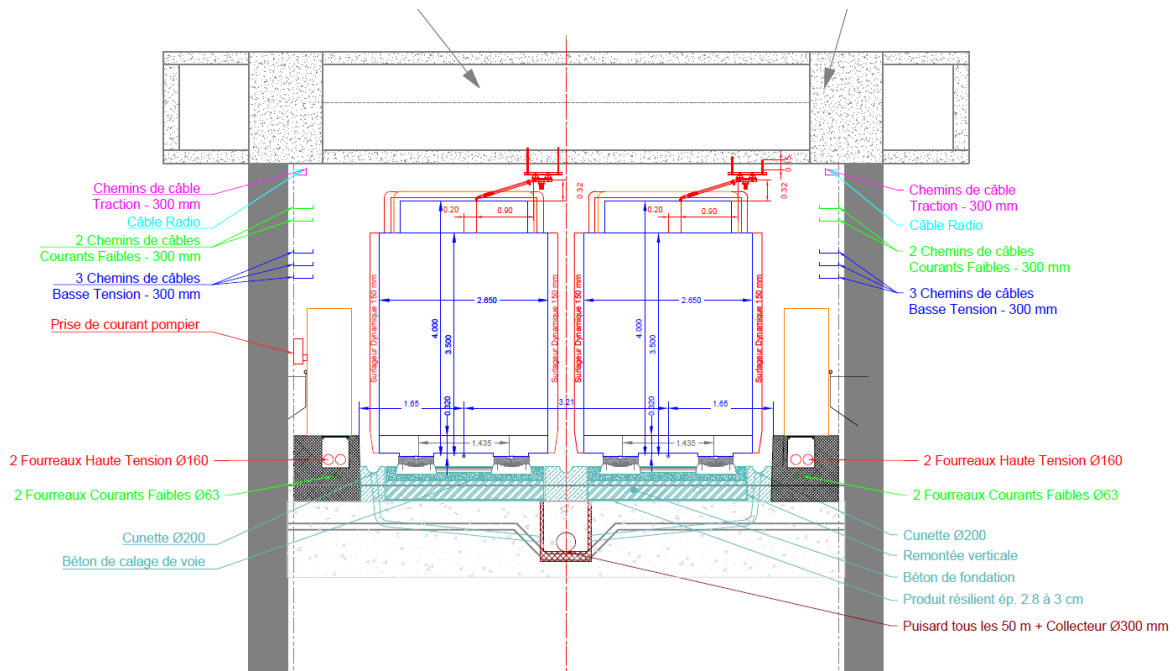 Chemins de câble
Traction - 300 mm
Câble Radio
2 Chemins de câbles
Courants Faibles - 300 mm
3 Chemins de câbles
Basse Tension - 300 mm
Prise de courant pompier
2 Fourreaux Haute Tension Ø160
2 Fourreaux Courants Faibles Ø63
Cunette Ø200
Béton de calage de voie
0.32
0.20
0.90
Surlageur Dynamique 150 mm
2.650
4.000
3.500
0.320
1.65
1.435
3.21
0.15
0.32
0.20
0.90
2.650
4.000
3.500
Surlageur Dynamique 150 mm
Surlageur Dynamique 150 mm
0.320
1.65
1.435
Chemins de câble
Traction - 300 mm
Câble Radio
2 Chemins de câbles
Courants Faibles - 300 mm
3 Chemins de câbles
Basse Tension - 300 mm
2 Fourreaux Haute Tension Ø160
2 Fourreaux Courants Faibles Ø63
Cunette Ø200
Remontée verticale
Béton de fondation
Produit résilient ép. 2.8 à 3 cm
Puisard tous les 50 m + Collecteur Ø300 mm